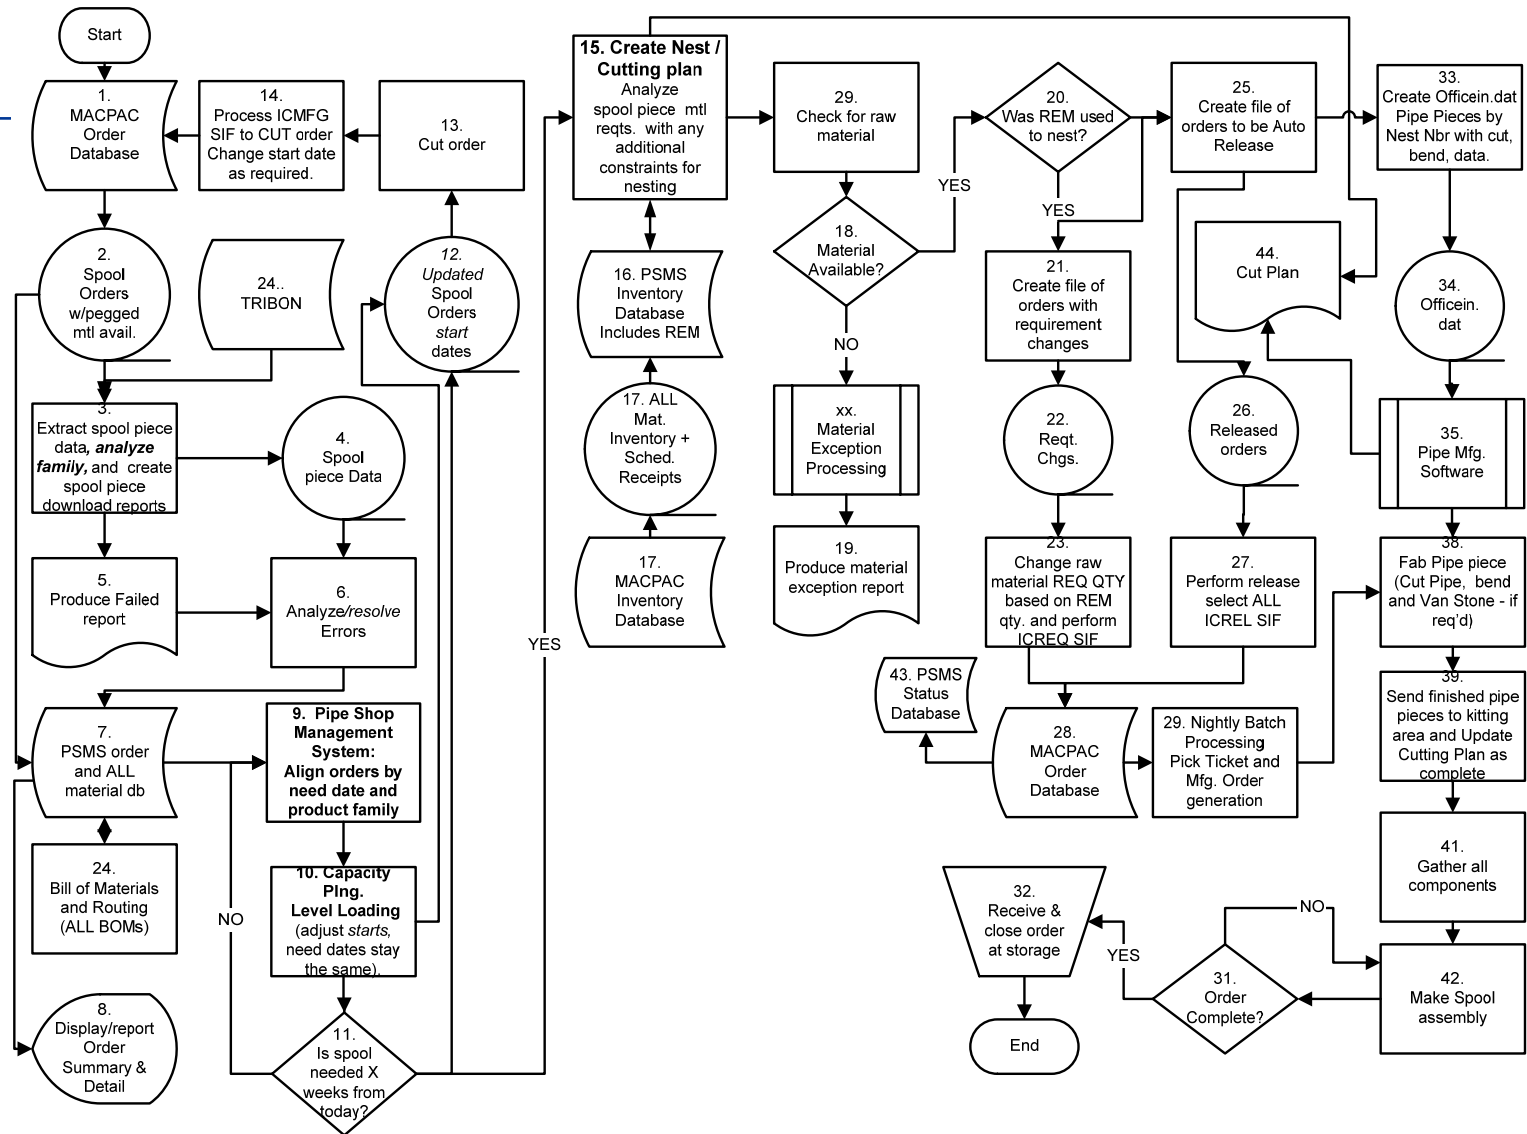 Start
1.
MACPAC
Order
Database
14.
Process ICMFG
SIF to CUT order
Change start date
as required.
13.
Cut order
2.
Spool
Orders
w/pegged
mtl avail.
24..
TRIBON
12.
Updated
Spool
Orders
start
dates
3.
Extract spool piece
data, analyze
family, and create
spool piece
download reports
4.
Spool
piece Data
5.
Produce Failed
report
6.
Analyze/resolve
Errors
7.
PSMS order
and ALL
material db
9. Pipe Shop
Management
System:
Align orders by
need date and
product family
24.
Bill of Materials
and Routing
(ALL BOMs)
10. Capacity
Plng.
Level Loading
(adjust starts,
need dates stay
the same).
NO
8.
Display/report
Order
Summary &
Detail
11.
Is spool
needed X
weeks from
today?
YES
15. Create Nest /
Cutting plan
Analyze
spool piece mtl
reqts. with any
additional
constraints for
nesting
16. PSMS
Inventory
Database
Includes REM
17. ALL
Mat.
Inventory +
Sched.
Receipts
17.
MACPAC
Inventory
Database
29.
Check for raw
material
18.
Material
Available?
YES
NO
xx.
Material
Exception
Processing
19.
Produce material
exception report
20.
Was REM used
to nest?
YES
21.
Create file of
orders with
requirement
changes
22.
Reqt.
Chgs.
23.
Change raw
material REQ QTY
based on REM
qty. and perform
ICREQ SIF
25.
Create file of
orders to be Auto
Release
44.
Cut Plan
26.
Released
orders
27.
Perform release
select ALL
ICREL SIF
43. PSMS
Status
Database
28.
MACPAC
Order
Database
29. Nightly Batch
Processing
Pick Ticket and
Mfg. Order
generation
33.
Create Officein.dat
Pipe Pieces by
Nest Nbr with cut,
bend, data.
34.
Officein.
dat
35.
Pipe Mfg.
Software
38.
Fab Pipe piece
(Cut Pipe, bend
and Van Stone - if
req'd)
39.
Send finished pipe
pieces to kitting
area and Update
Cutting Plan as
complete
41.
Gather all
components
42.
Make Spool
assembly
NO
31.
Order
Complete?
YES
32.
Receive &
close order
at storage
End